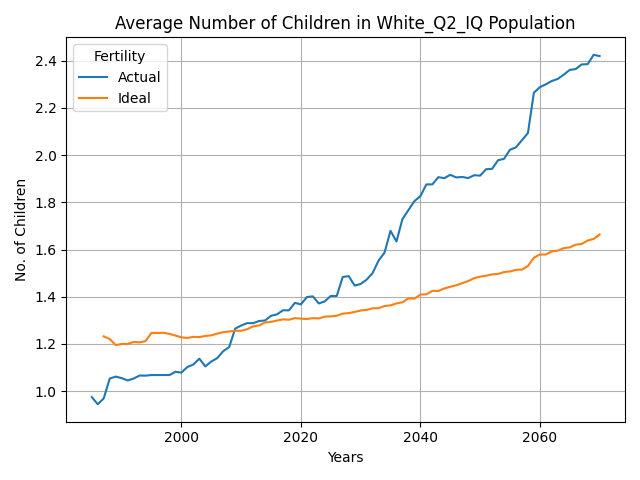 Average Number of Children in White_Q2_IQ Population
Fertility
Actual
Ideal
No. of Children
2.4
2.2
2.0
1.8
1.6
1.4
1.2
1.0
2000 2020 2040 2060
Years